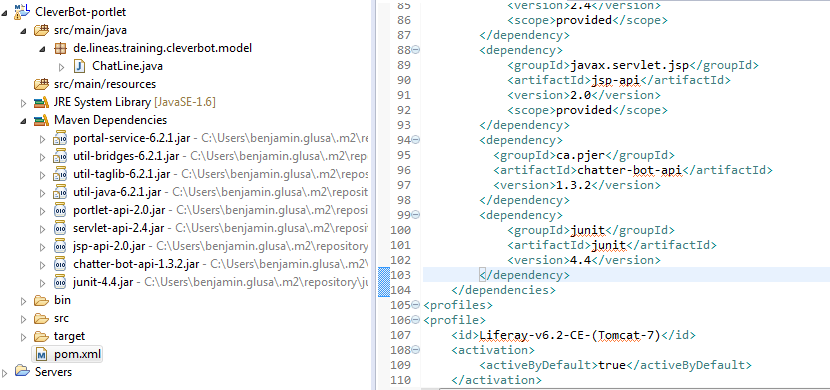 CleverBot-portlet
src/main/java
de.lineas.training.cleverbot.model
ChatLine.java
src/main/resources
JRE System Library [JavaSE-1.6]
Maven Dependencies
portal-service-6.2.1.jar - C:\Users\benjamin.glusa\.m2\re
util-bridges-6.2.1.jar - C:\Users\benjamin.glusa\.m2\repo
util-taglib-6.2.1.jar - C:\Users\benjamin.glusa\.m2\repo
util-java-6.2.1.jar - C:\Users\benjamin.glusa\.m2\reposit
portlet-api-2.0.jar - C:\Users\benjamin.glusa\.m2\repos
servlet-api-2.4.jar - C:\Users\benjamin.glusa\.m2\repos
jsp-api-2.0.jar - C:\Users\benjamin.glusa\.m2\repository
chatter-bot-api-1.3.2.jar - C:\Users\benjamin.glusa\.m2
junit-4.4.jar - C:\Users\benjamin.glusa\.m2\repository\ju
bin
src
target
pom.xml
Servers
85 <version>2.4</version>
86 <scope>provided</scope>
87 </dependency>
88 <dependency>
89 <groupId>javax.servlet.jsp</groupId>
90 <artifactId>jsp-api</artifactId>
91 <version>2.0</version>
92 <scope>provided</scope>
93 </dependency>
94 <dependency>
95 <groupId>ca.pjer</groupId>
96 <artifactId>chatter-bot-api</artifactId>
97 <version>1.3.2</version>
98 </dependency>
99 <dependency>
100 <groupId>junit</groupId>
101 <artifactId>junit</artifactId>
102 <version>4.4</version>
103 </dependency>
104 </dependencies>
105 <profiles>
106 <profile>
107 <id>Liferay-v6.2-CE-(Tomcat-7)</id>
108 <activation>
109 <activeByDefault>true</activeByDefault>
110 </activation>